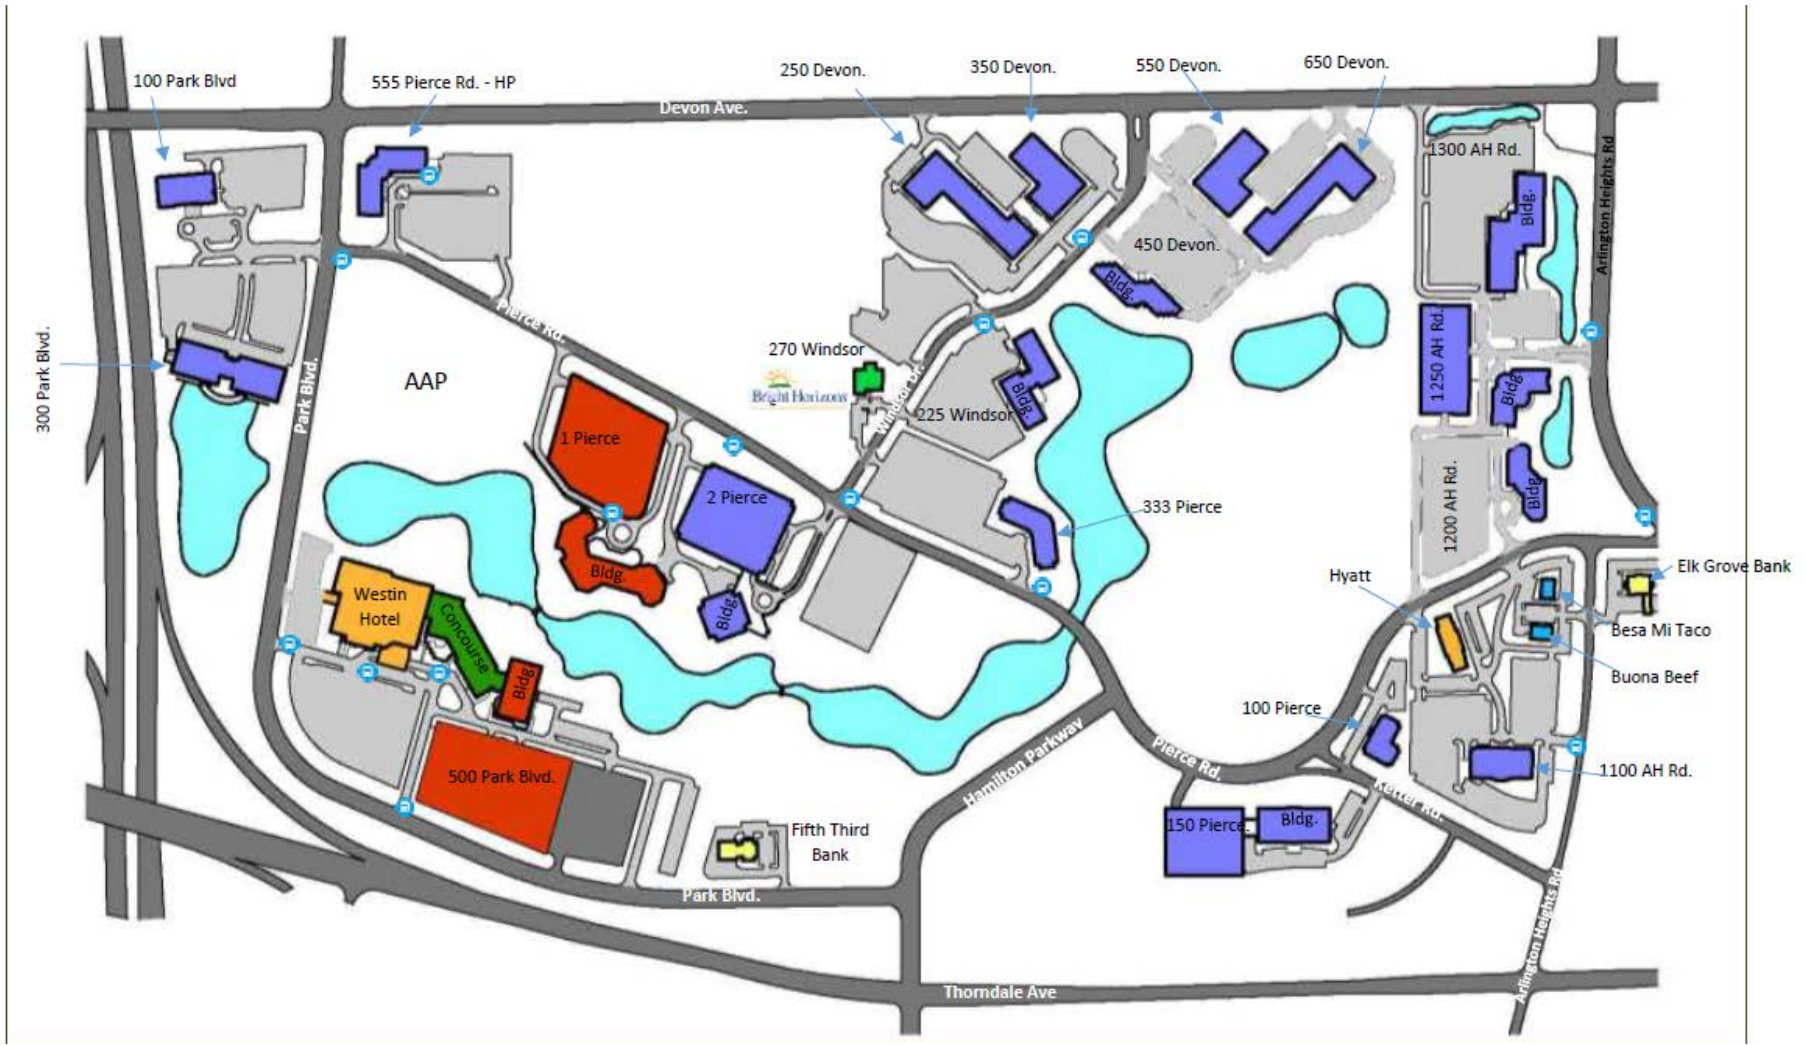 100 Park Blvd
555 Pierce Rd. - HP
250 Devon.
350 Devon.
550 Devon.
650 Devon.
Devon Ave.
1300 AH Rd.
Arlington Heights Rd
Bldg.
450 Devon.
Bldg.
300 Park Blvd.
Park Blvd.
Pierce Rd.
AAP
270 Windsor
Bright Horizons
Windsor Dr.
225 Windsor
Bldg.
1250 AH Rd.
Bldg.
1 Pierce
2 Pierce
333 Pierce
1200 AH Rd.
Bldg.
Bldg.
Bldg.
Westin
Hotel
Concourse
Bldg.
Hyatt
Elk Grove Bank
Besa Mi Taco
Buona Beef
100 Pierce
1100 AH Rd.
500 Park Blvd.
Hamilton Parkway
Pierce Rd.
Ketter Rd.
150 Pierce.
Bldg.
Fifth Third
Bank
Park Blvd.
Arlington Heights Rd.
Thorndale Ave